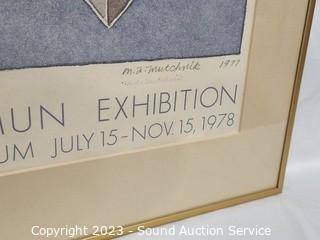 M.A. Mutchnik 1977
MUN EXHIBITION
UM JULY 15-NOV. 15, 1978
Copyright 2023 - Sound Auction Service